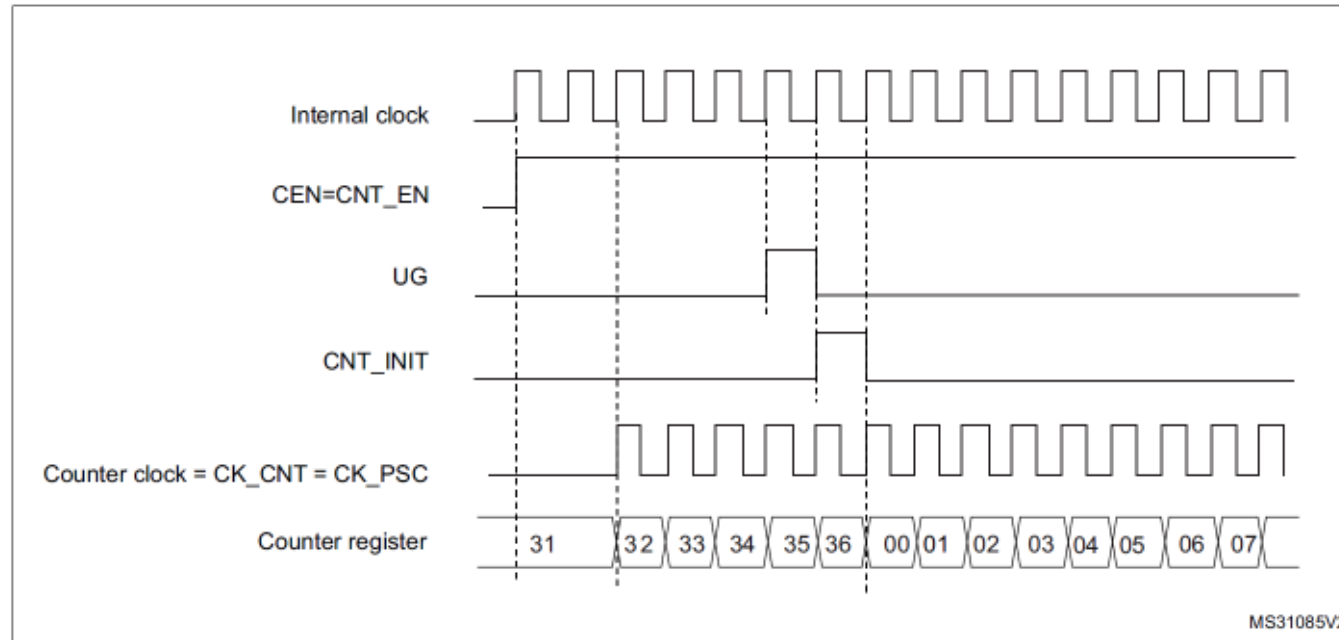 Internal clock
CEN=CNT_EN
UG
CNT_INIT
Counter clock = CK_CNT = CK_PSC
Counter register 31 32 33 34 35 36 00 01 02 03 04 05 06 07